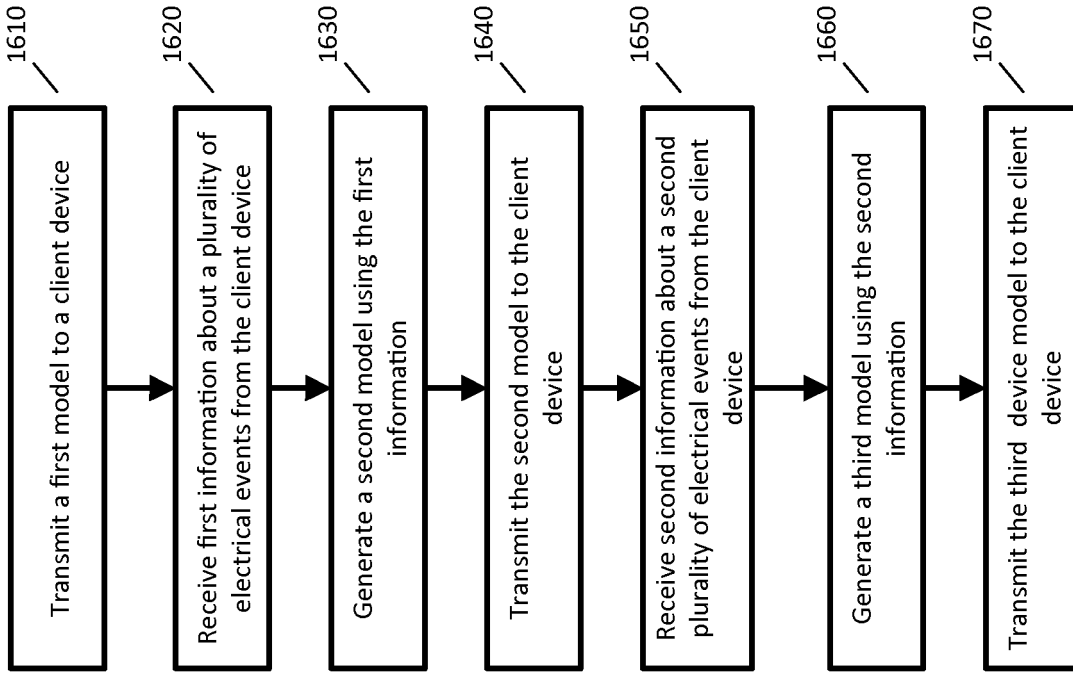 1610
Transmit a first model to a client device
1620
Receive first information about a plurality of
electrical events from the client device
1630
Generate a second model using the first
information
1640
Transmit the second model to the client
device
1650
Receive second information about a second
plurality of electrical events from the client
device
1660
Generate a third model using the second
information
1670
Transmit the third device model to the client
device